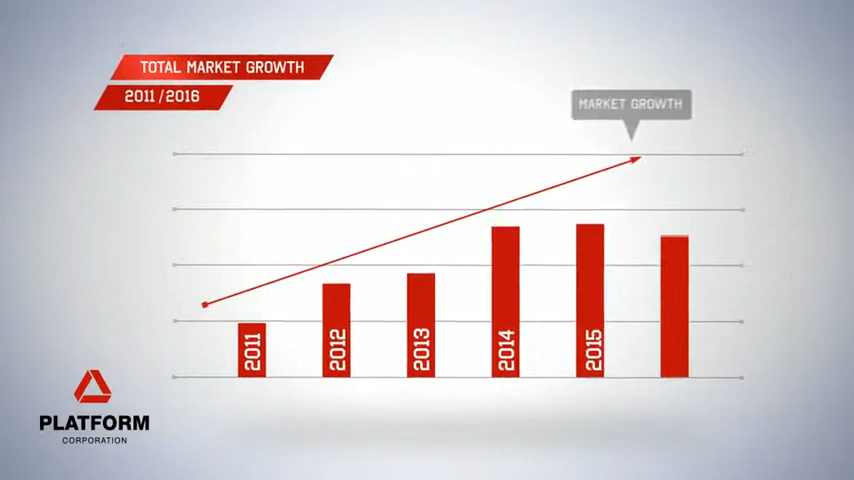 TOTAL MARKET GROWTH
2011/2016
MARKET GROWTH
2011
2012
2013
2014
2015
PLATFORM
CORPORATION